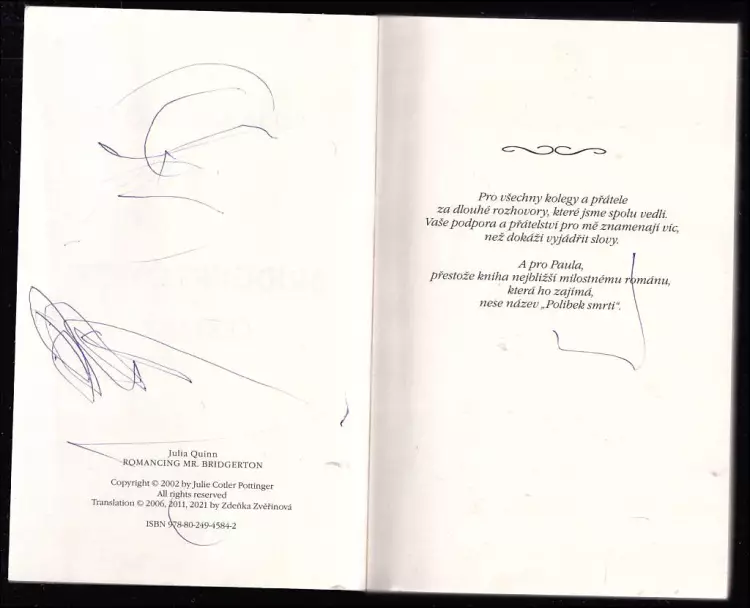 Julia Quinn
ROMANCING MR. BRIDGERTON
Copyright © 2002 by Julie Cotler Pottinger
All rights reserved
Translation © 2006, 2011, 2021 by Zdeňka Zvěřinová
ISBN 978-80-249-4584-2
Pro všechny kolegy a přátele
za dlouhé rozhovory, které jsme spolu vedli.
Vaše podpora a přátelství pro mě znamenají víc,
než dokáži vyjádřit slovy.
A pro Paula,
přestože kniha nejbližší milostnému románu,
která ho zajímá,
nese název „Polibek smrti“.